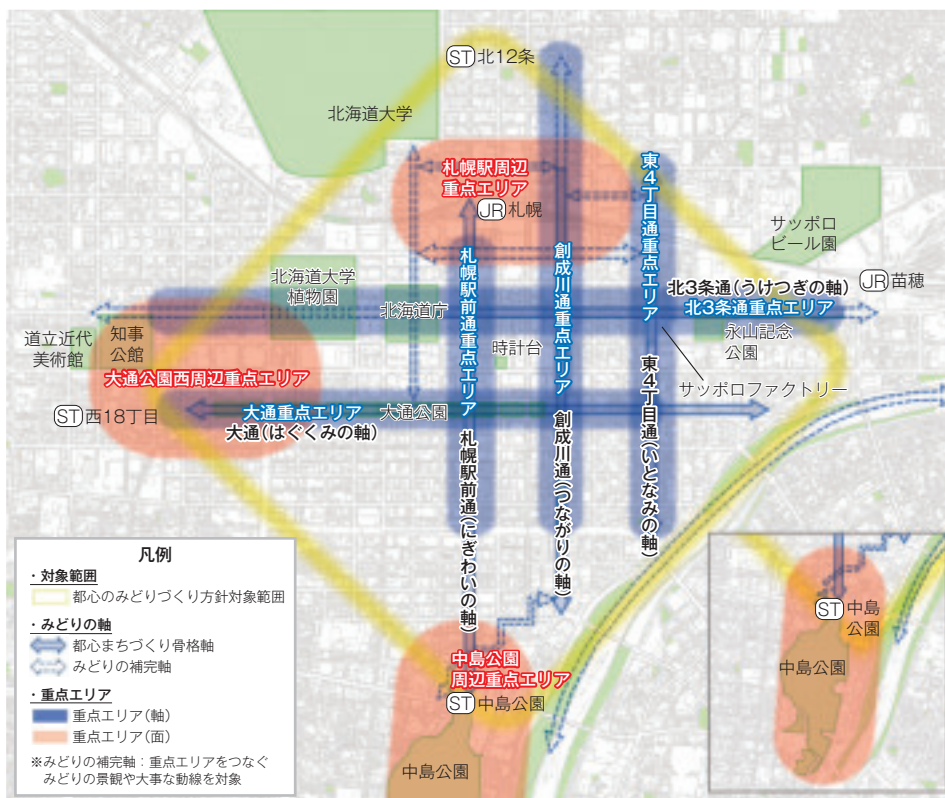 ST 北12条
北海道大学
札幌駅周辺
重点エリア
JR 札幌
東4丁目通重点エリア
サッポロ
ビール園
JR 苗穂
北海道大学
植物園
北海道庁
札幌駅前通重点エリア
創成川通重点エリア
北3条通(うけつぎの軸)
北3条通重点エリア
道立近代
美術館
知事
公館
時計台
永山記念
公園
大通公園西周辺重点エリア
サッポロファクトリー
ST 西18丁目
大通重点エリア
大通公園
大通(はぐくみの軸)
札幌駅前通(にぎわいの軸)
創成川通(つながりの軸)
東4丁目通(いとなみの軸)
中島公園
周辺重点エリア
ST 中島公園
中島公園
ST 中島
公園
中島公園
凡例
・対象範囲
都心のみどりづくり方針対象範囲
・みどりの軸
都心まちづくり骨格軸
みどりの補完軸
・重点エリア
重点エリア(軸)
重点エリア(面)
※みどりの補完軸：重点エリアをつなぐ
みどりの景観や大事な動線を対象